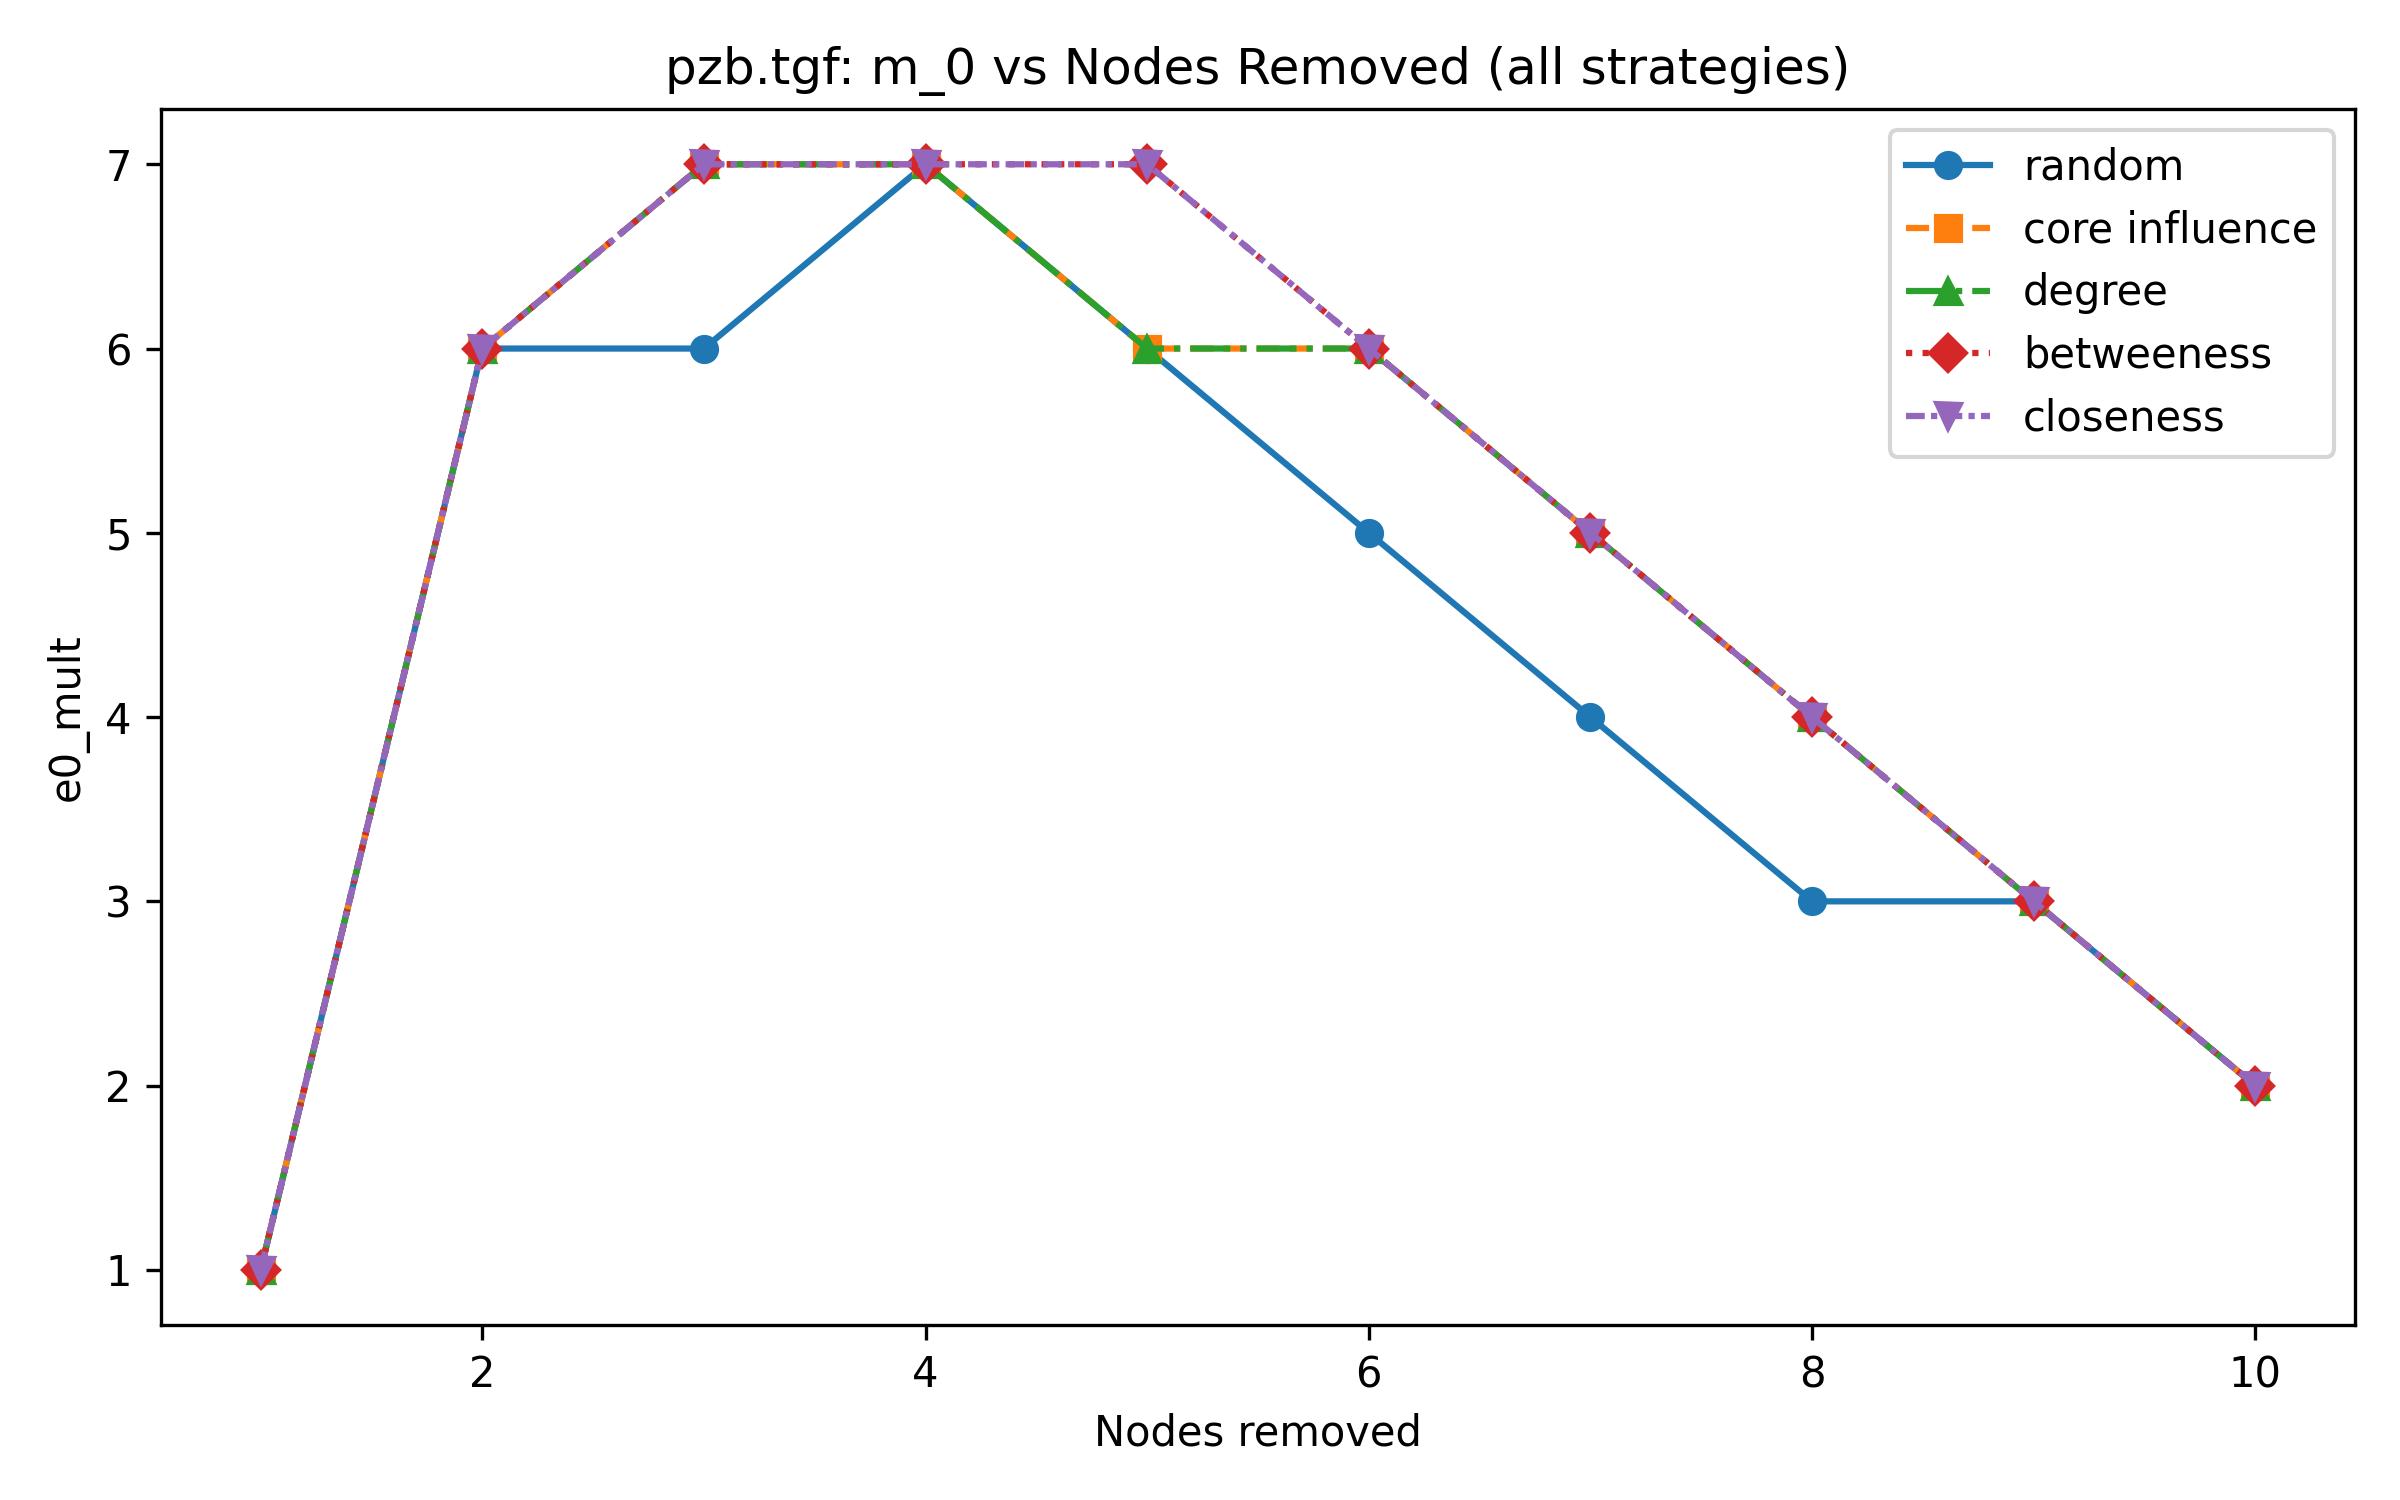 pzb.tgf: m_0 vs Nodes Removed (all strategies)
7
6
5
4
3
2
1
e0_mult
random
core influence
degree
betweeness
closeness
2 4 6 8 10
Nodes removed